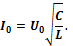 I₀ = U₀√(C/L).